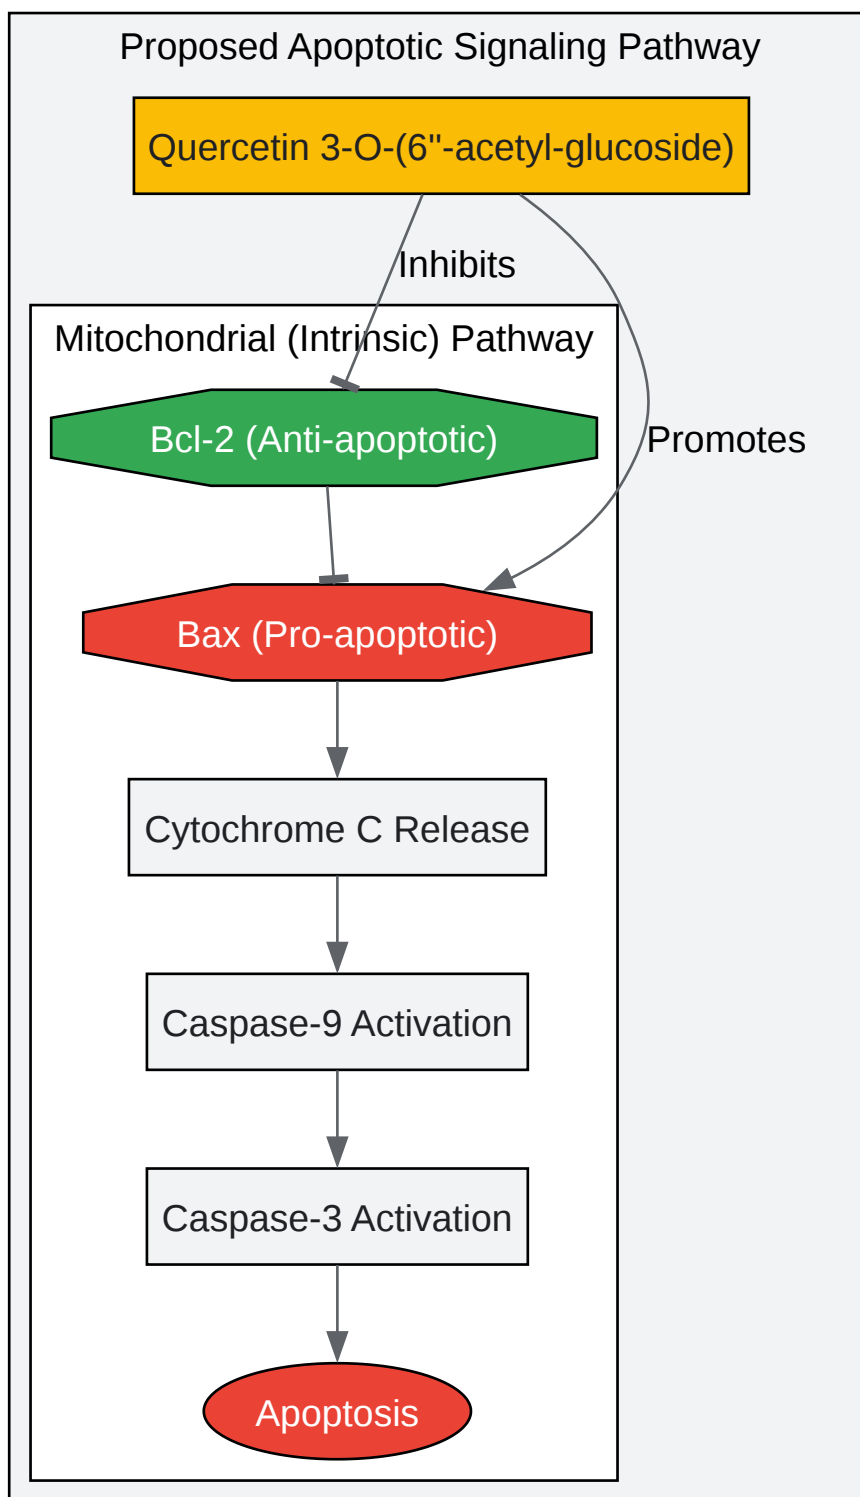 Proposed Apoptotic Signaling Pathway
Quercetin 3-O-(6"-acetyl-glucoside)
Inhibits
Mitochondrial (Intrinsic) Pathway
Bcl-2 (Anti-apoptotic)
Promotes
Bax (Pro-apoptotic)
Cytochrome C Release
Caspase-9 Activation
Caspase-3 Activation
Apoptosis